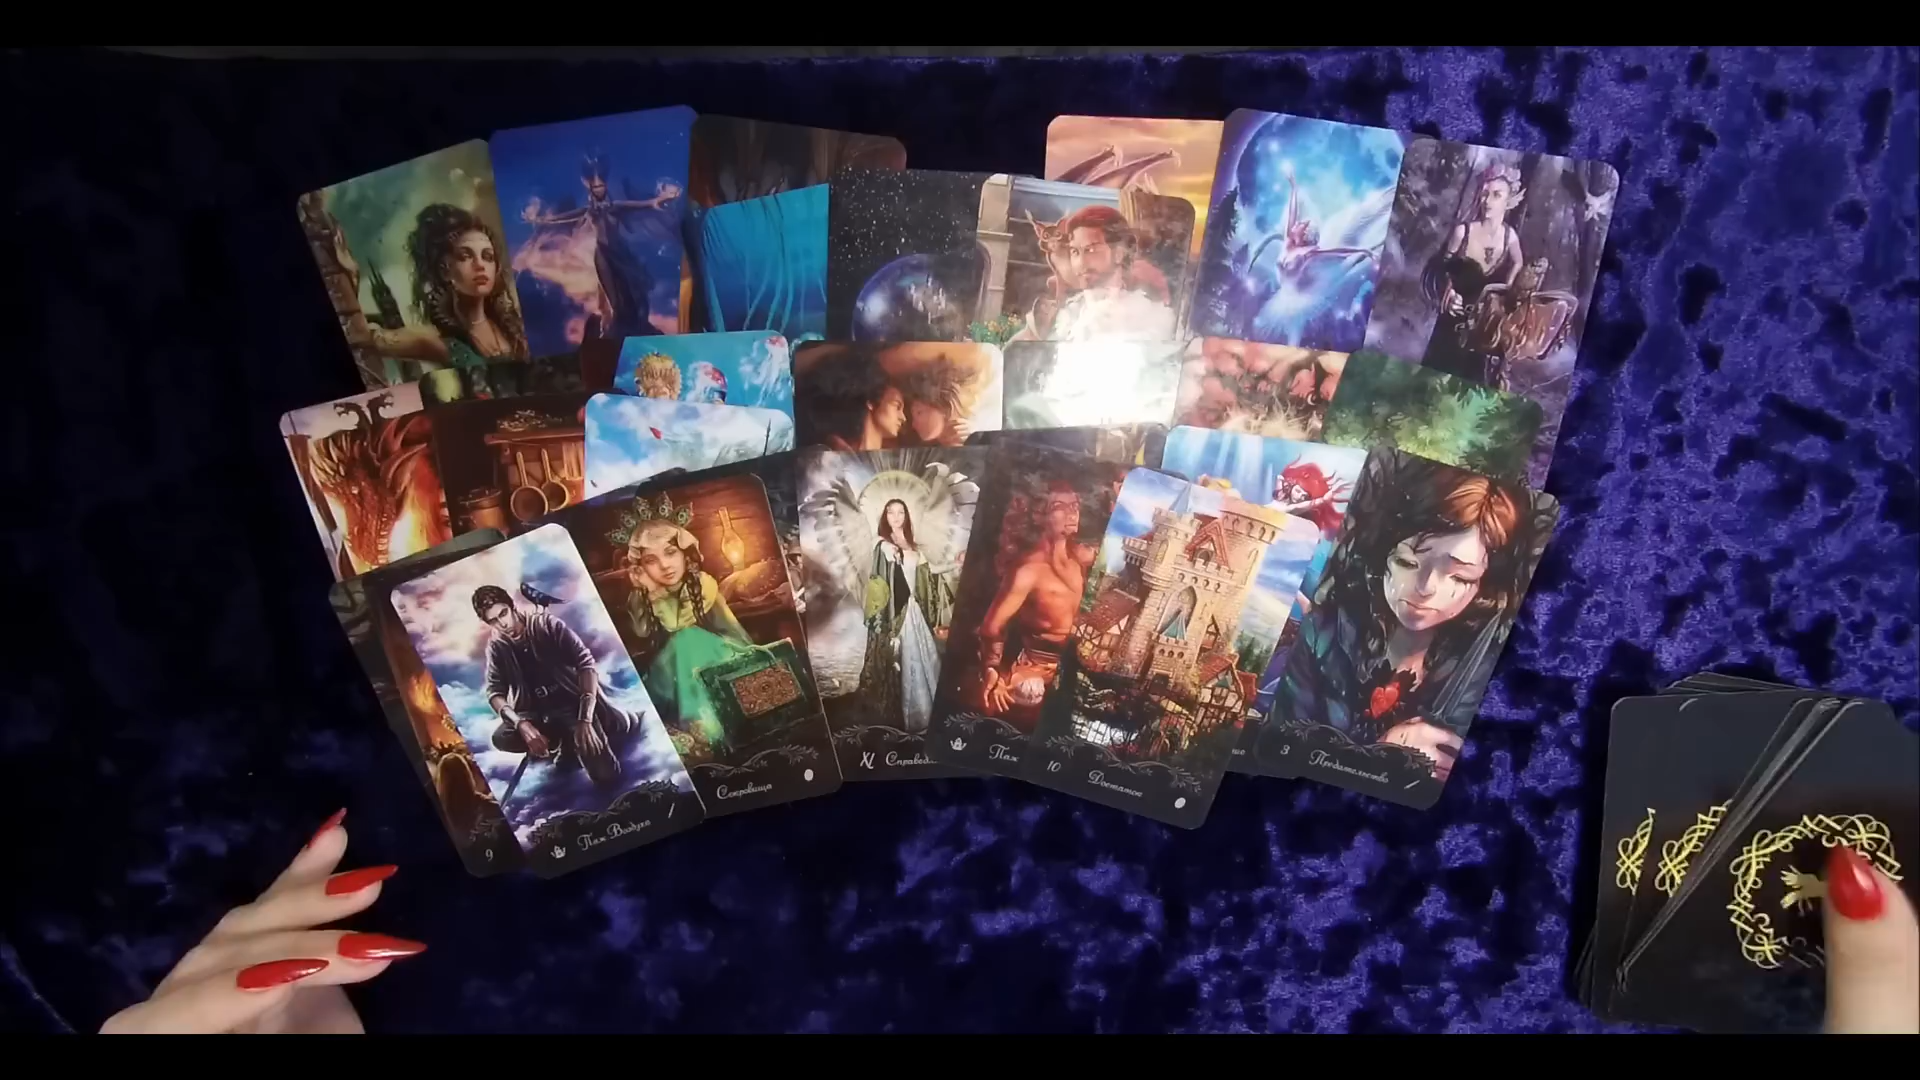 9
Паж Воздуха
Сокровища
XI Справед
Паж
10
Достаток
3 Предательство